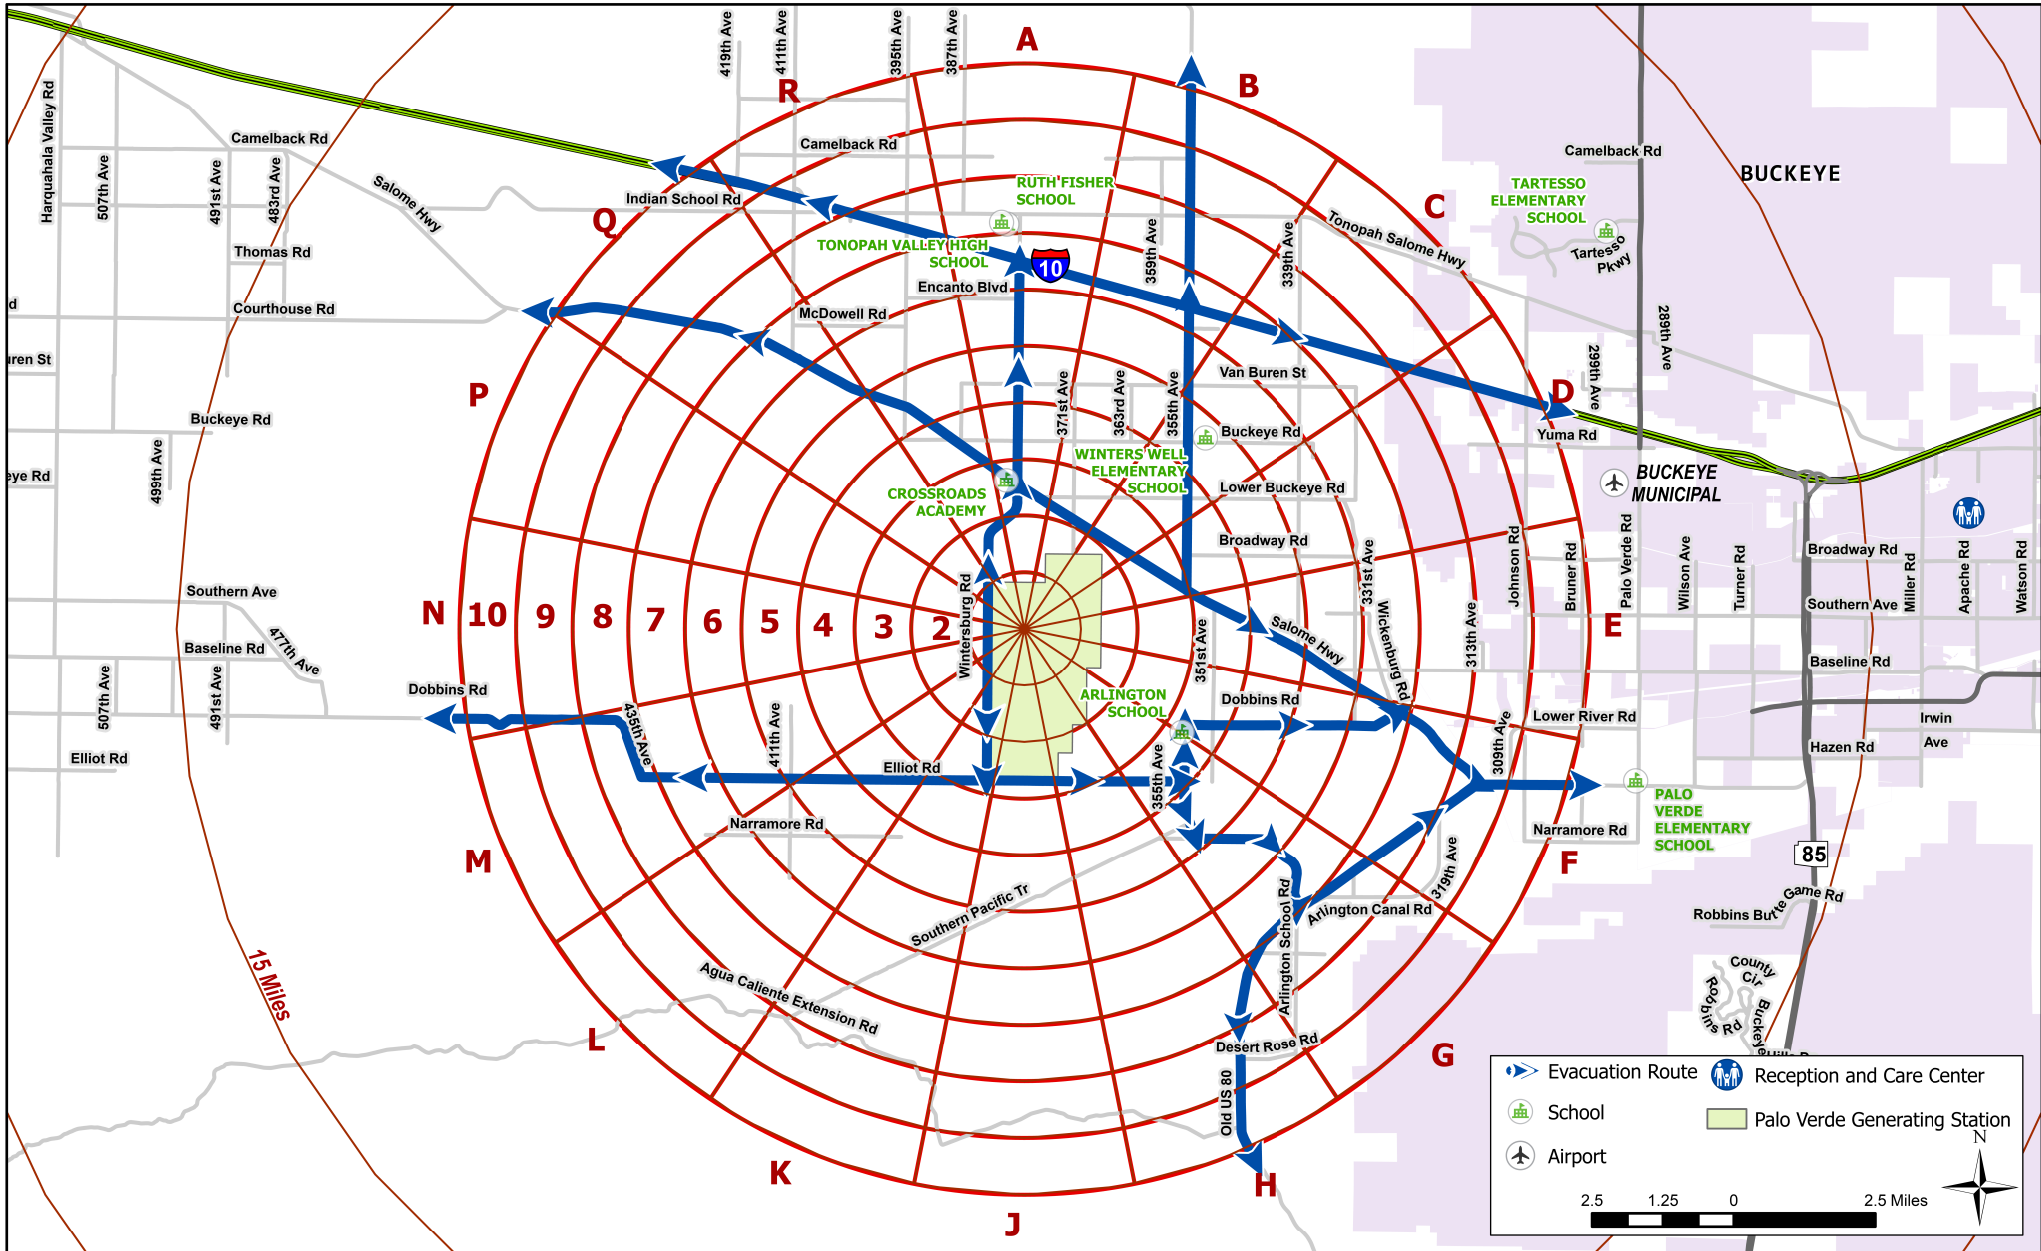 419th Ave
411th Ave
395th Ave
387th Ave
A
B
R
Harquahala Valley Rd
507th Ave
Camelback Rd
491st Ave
483rd Ave
Salome Hwy
Camelback Rd
Indian School Rd
Q
RUTH FISHER
SCHOOL
TONOPAH VALLEY HIGH
SCHOOL
10
359th Ave
339th Ave
C
Tonopah Salome Hwy
Camelback Rd
TARTESSO
ELEMENTARY
SCHOOL
Tartesso
Pkwy
BUCKEYE
Thomas Rd
Courthouse Rd
Encanto Blvd
McDowell Rd
289th Ave
299th Ave
D
P
371st Ave
363rd Ave
355th Ave
Van Buren St
Buckeye Rd
Buckeye Rd
499th Ave
Yuma Rd
WINTERS WELL
ELEMENTARY
SCHOOL
Lower Buckeye Rd
CROSSROADS
ACADEMY
BUCKEYE
MUNICIPAL
Broadway Rd
331st Ave
Johnson Rd
Bruner Rd
Palo Verde Rd
Wilson Ave
Turner Rd
Broadway Rd
Miller Rd
Apache Rd
Watson Rd
Southern Ave
477th Ave
Southern Ave
N
10
9
8
7
6
5
4
3
2
Wintersburg Rd
351st Ave
Salome Hwy
Wickenburg Rd
313th Ave
E
Baseline Rd
Baseline Rd
507th Ave
491st Ave
Dobbins Rd
435th Ave
411th Ave
ARLINGTON
SCHOOL
Dobbins Rd
Lower River Rd
309th Ave
Irwin
Ave
Hazen Rd
Elliot Rd
Elliot Rd
355th Ave
PALO
VERDE
ELEMENTARY
SCHOOL
Narramore Rd
Narramore Rd
M
F
85
319th Ave
Arlington Canal Rd
Arlington School Rd
Southern Pacific Tr
Robbins Butte Game Rd
15 Miles
Agua Caliente Extension Rd
County
Cir
Robbins Rd
L
G
Desert Rose Rd
Old US 80
K
H
J
Evacuation Route
Reception and Care Center
School
Palo Verde Generating Station
Airport
N
2.5 1.25 0 2.5 Miles